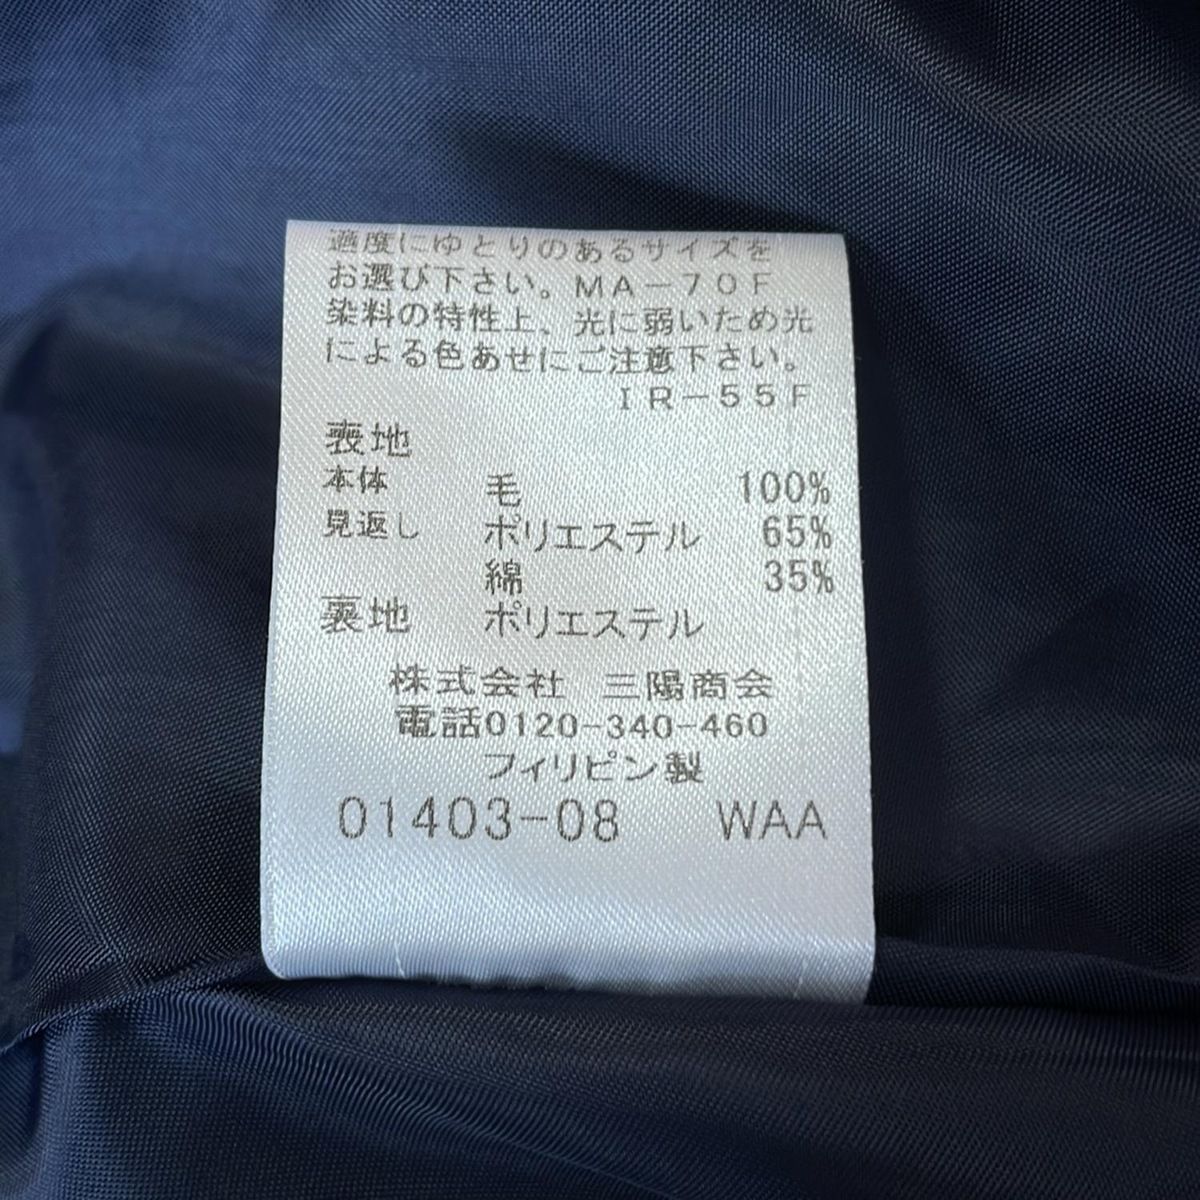 適度にゆとりのあるサイズを
お選び下さい。MA-70F
染料の特性上、光に弱いため光
による色あせにご注意下さい。
IR-55F
表地
本体 毛 100%
見返し ポリエステル 65%
綿 35%
裏地 ポリエステル
株式会社 三陽商会
電話0120-340-460
フィリピン製
01403-08 WAA